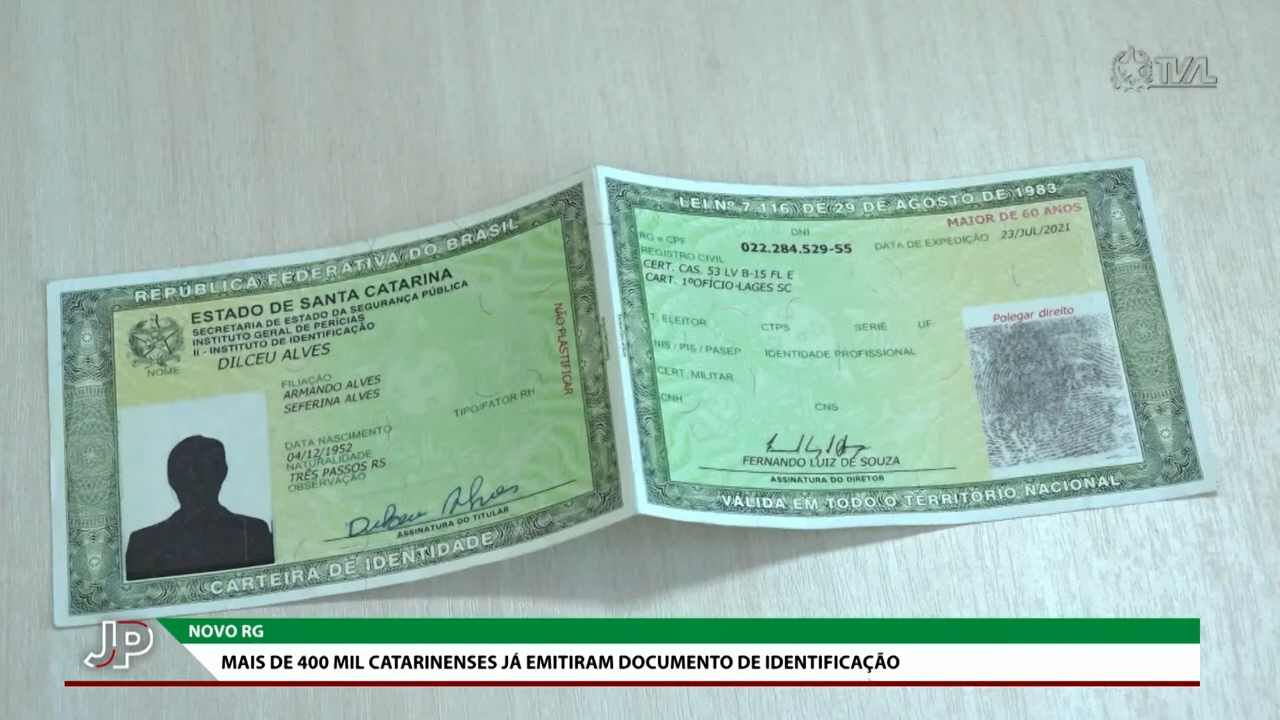 TVAL
REPÚBLICA FEDERATIVA DO BRASIL
ESTADO DE SANTA CATARINA
SECRETARIA DE ESTADO DA SEGURANÇA PÚBLICA
INSTITUTO GERAL DE PERÍCIAS
II - INSTITUTO DE IDENTIFICAÇÃO
NOME
DILCEU ALVES
FILIAÇÃO
ARMANDO ALVES
SEFERINA ALVES
TIPO/FATOR RH
DATA NASCIMENTO
04/12/1952
NATURALIDADE
TRÊS PASSOS RS
OBSERVAÇÃO
NÃO PLASTIFICAR
Dilceu Alves
ASSINATURA DO TITULAR
CARTEIRA DE IDENTIDADE
LEI Nº 7.116, DE 29 DE AGOSTO DE 1983
MAIOR DE 60 ANOS
DNI
RG e CPF
022.284.529-55
DATA DE EXPEDIÇÃO 23/JUL/2021
REGISTRO CIVIL
CERT. CAS. 53 LV B-15 FL E
CART. 1ºOFÍCIO-LAGES SC
T. ELEITOR CTPS SERIE UF
NIS / PIS / PASEP IDENTIDADE PROFISSIONAL
CERT. MILITAR
CNH CNS
Polegar direito
FERNANDO LUIZ DE SOUZA
ASSINATURA DO DIRETOR
VÁLIDA EM TODO O TERRITÓRIO NACIONAL
JP
NOVO RG
MAIS DE 400 MIL CATARINENSES JÁ EMITIRAM DOCUMENTO DE IDENTIFICAÇÃO